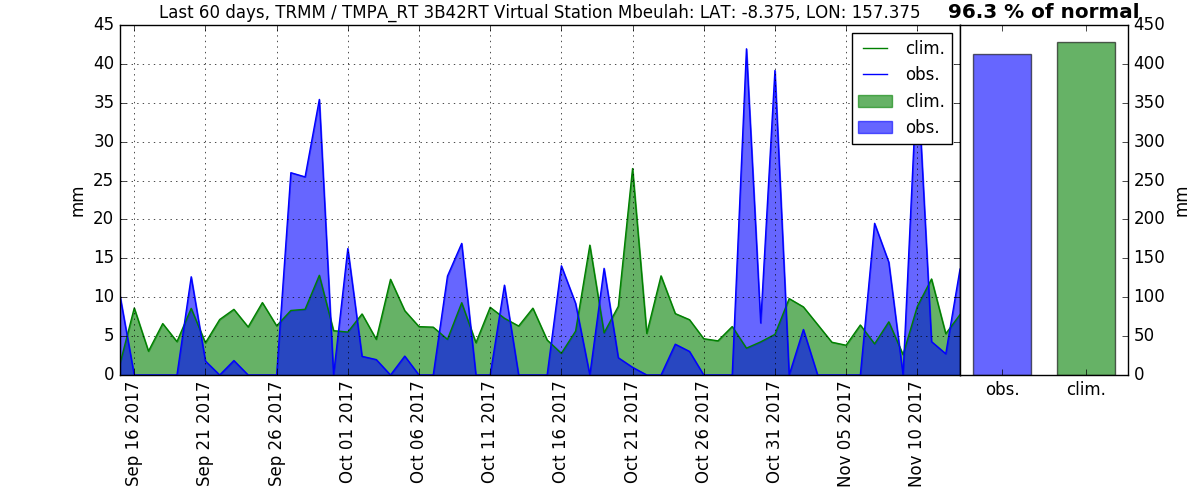 Last 60 days, TRMM / TMPA_RT 3B42RT Virtual Station Mbeulah: LAT: -8.375, LON: 157.375
96.3 % of normal
45
40
35
30
25
20
15
10
5
0
mm
clim.
obs.
clim.
obs.
Sep 16 2017
Sep 21 2017
Sep 26 2017
Oct 01 2017
Oct 06 2017
Oct 11 2017
Oct 16 2017
Oct 21 2017
Oct 26 2017
Oct 31 2017
Nov 05 2017
Nov 10 2017
450
400
350
300
250
200
150
100
50
0
mm
obs.
clim.